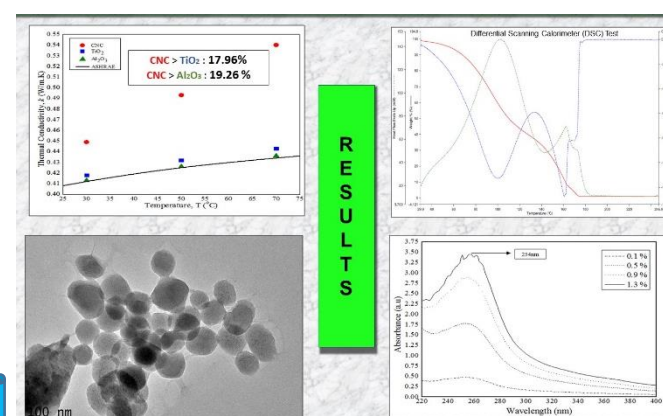 0.54
0.53
0.52
0.51
0.50
0.49
0.48
0.47
0.46
0.45
0.44
0.43
0.42
0.41
0.40
Thermal Conductivity, k (W/m.K)
CNC
TiO₂
Al₂O₃
ASHRAE
CNC > TiO₂ : 17.96%
CNC > Al₂O₃ : 19.26 %
25 30 35 40 45 50 55 60 65 70 75
Temperature, T (°C)
R
E
S
U
L
T
S
Differential Scanning Calorimeter (DSC) Test
Temperature (°C)
100 nm
3.75
3.50
3.25
3.00
2.75
2.50
2.25
2.00
1.75
1.50
1.25
1.00
0.75
0.50
0.25
0.00
Absorbance (a.u)
0.1 %
0.5 %
0.9 %
1.3 %
220 240 260 280 300 320 340 360 380 400
Wavelength (nm)